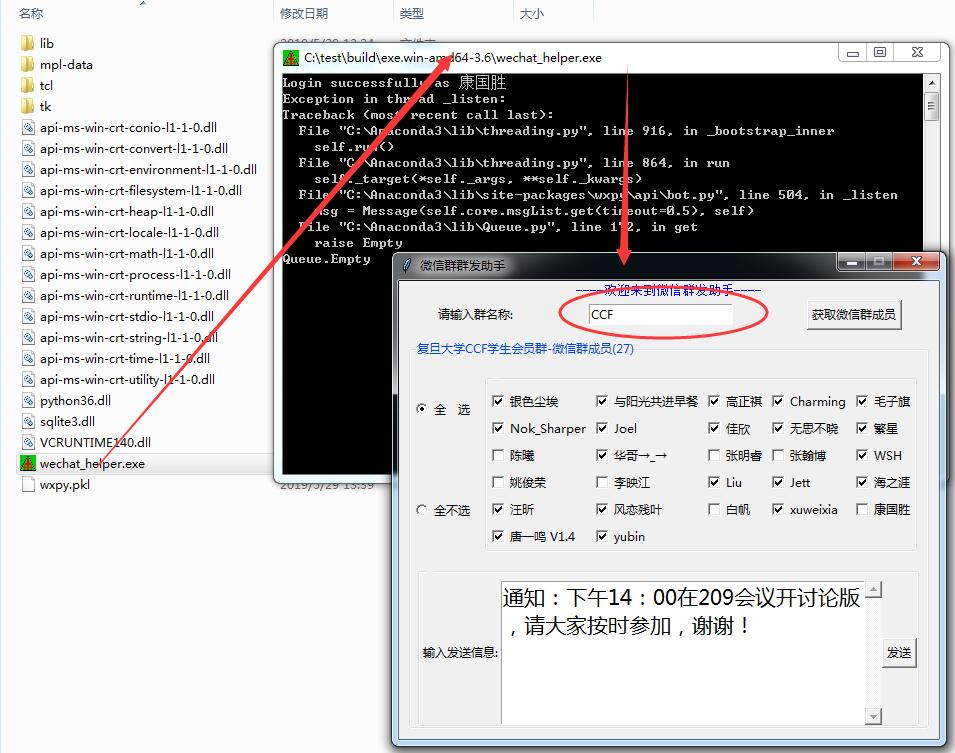 名称 修改日期 类型 大小
lib
mpl-data
tcl
tk
api-ms-win-crt-conio-l1-1-0.dll
api-ms-win-crt-convert-l1-1-0.dll
api-ms-win-crt-environment-l1-1-0.dll
api-ms-win-crt-filesystem-l1-1-0.dll
api-ms-win-crt-heap-l1-1-0.dll
api-ms-win-crt-locale-l1-1-0.dll
api-ms-win-crt-math-l1-1-0.dll
api-ms-win-crt-process-l1-1-0.dll
api-ms-win-crt-runtime-l1-1-0.dll
api-ms-win-crt-stdio-l1-1-0.dll
api-ms-win-crt-string-l1-1-0.dll
api-ms-win-crt-time-l1-1-0.dll
api-ms-win-crt-utility-l1-1-0.dll
python36.dll
sqlite3.dll
VCRUNTIME140.dll
wechat_helper.exe
wxpy.pkl
C:\test\build\exe.win-amd64-3.6\wechat_helper.exe
Login successfully as 康国胜
Exception in thread _listen:
Traceback (most recent call last):
File "C:\Anaconda3\lib\threading.py", line 916, in _bootstrap_inner
self.run()
File "C:\Anaconda3\lib\threading.py", line 864, in run
self._target(*self._args, **self._kwargs)
File "C:\Anaconda3\lib\site-packages\wxpy\api\bot.py", line 504, in _listen
msg = Message(self.core.msgList.get(timeout=0.5), self)
File "C:\Anaconda3\lib\Queue.py", line 172, in get
raise Empty
Queue.Empty
微信群群发助手
----欢迎来到微信群发助手----
请输入群名称: CCF 获取微信群成员
复旦大学CCF学生会员群-微信群成员(27)
全 选
全不选
银色尘埃 与阳光共进早餐 高正祺 Charming 毛子旗
Nok_Sharper Joel 佳欣 无思不晓 繁星
陈曦 华哥→_→ 张明睿 张翰博 WSH
姚俊荣 李映江 Liu Jett 海之涯
汪昕 风恋残叶 白帆 xuweixia 康国胜
唐一鸣 V1.4 yubin
输入发送信息:
通知：下午14：00在209会议开讨论版
，请大家按时参加，谢谢！
发送